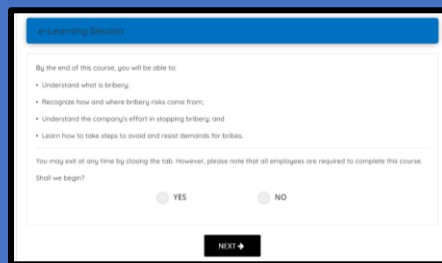 e-Learning Session
By the end of this course, you will be able to:
• Understand what is bribery;
• Recognize how and where bribery risks come from;
• Understand the company's effort in stopping bribery; and
• Learn how to take steps to avoid and resist demands for bribes.
You may exit at any time by closing the tab. However, please note that all employees are required to complete this course.
Shall we begin?
YES NO
NEXT →